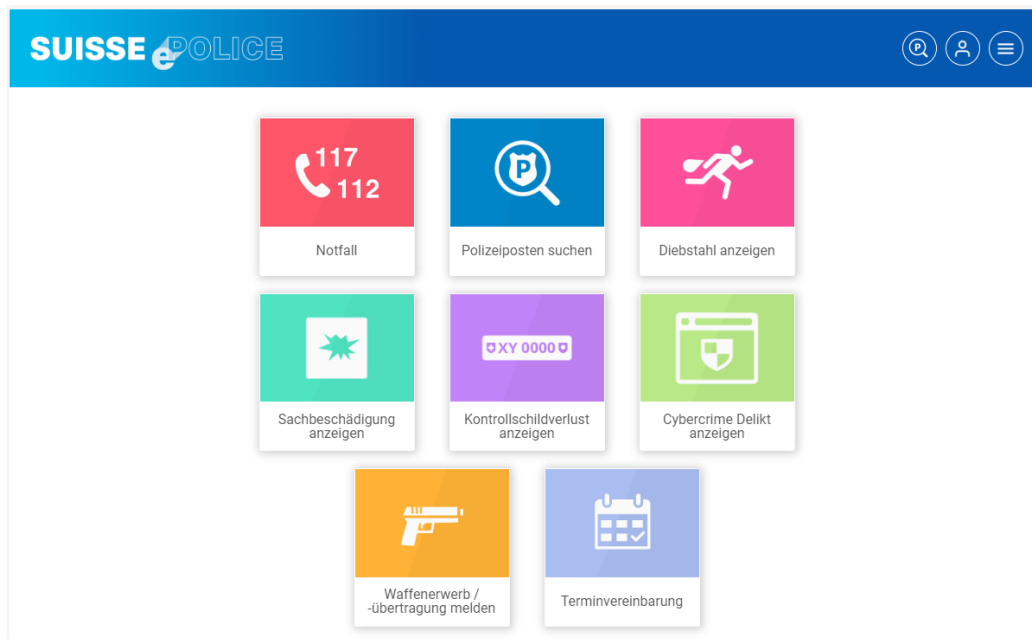 SUISSE ePOLICE
P
117
112
P
Notfall
Polizeiposten suchen
Diebstahl anzeigen
XY 0000
Sachbeschädigung
anzeigen
Kontrollschildverlust
anzeigen
Cybercrime Delikt
anzeigen
Waffenerwerb /
-übertragung melden
Terminvereinbarung